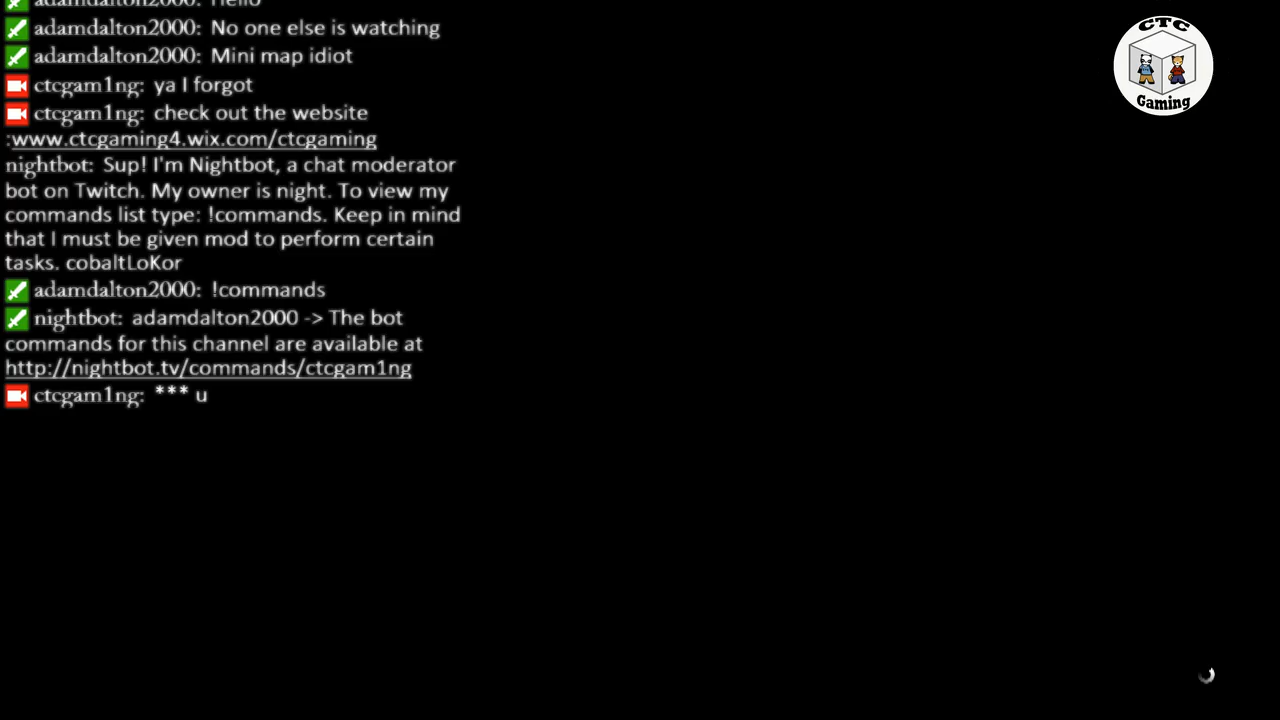 adamdalton2000: Hello
adamdalton2000: No one else is watching
adamdalton2000: Mini map idiot
ctcgam1ng: ya I forgot
ctcgam1ng: check out the website
:www.ctcgaming4.wix.com/ctcgaming
nightbot: Sup! I'm Nightbot, a chat moderator
bot on Twitch. My owner is night. To view my
commands list type: !commands. Keep in mind
that I must be given mod to perform certain
tasks. cobaltLoKor
adamdalton2000: !commands
nightbot: adamdalton2000 -> The bot
commands for this channel are available at
http://nightbot.tv/commands/ctcgam1ng
ctcgam1ng: *** u
CTC
Gaming